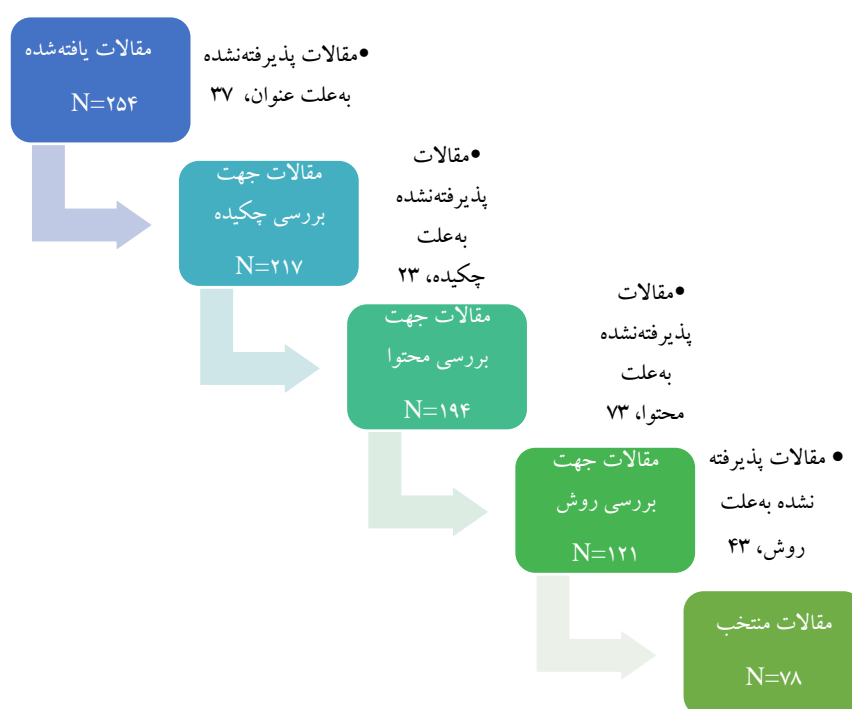 مقالات یافته‌شده
N=۲۵۴
•مقالات پذیرفته‌نشده
به‌علت عنوان، ۳۷
مقالات جهت
بررسی چکیده
N=۲۱۷
•مقالات
پذیرفته‌نشده
به‌علت
چکیده، ۲۳
مقالات جهت
بررسی محتوا
N=۱۹۴
•مقالات
پذیرفته‌نشده
به‌علت
محتوا، ۷۳
مقالات جهت
بررسی روش
N=۱۲۱
• مقالات پذیرفته
نشده به‌علت
روش، ۴۳
مقالات منتخب
N=۷۸